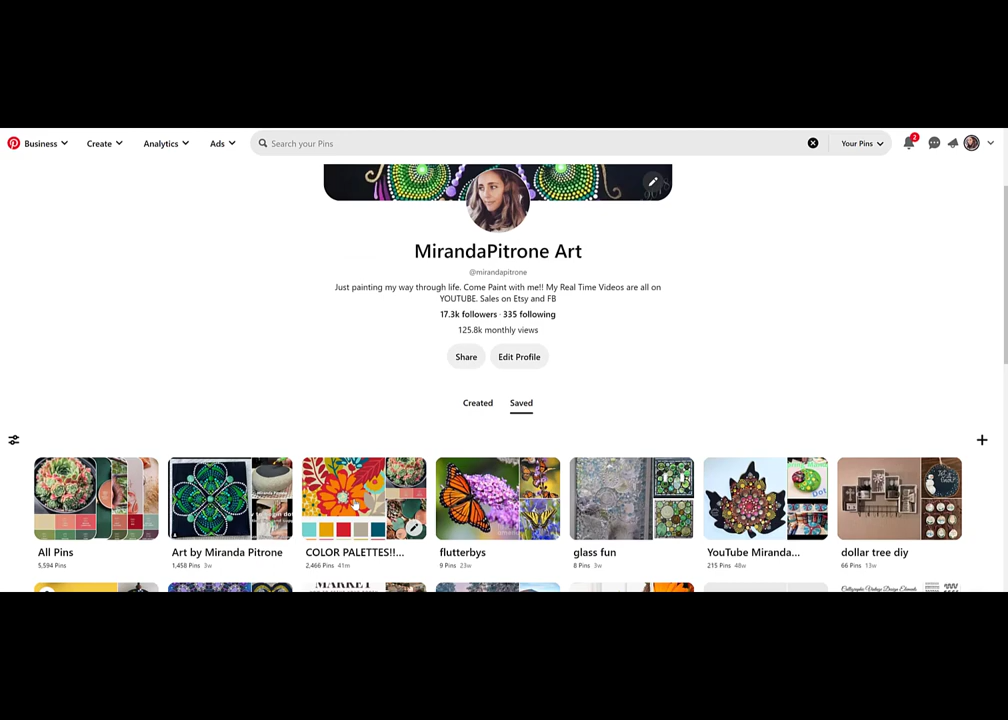 Business Create Analytics Ads Search your Pins Your Pins 2
MirandaPitrone Art
@mirandapitrone
Just painting my way through life. Come Paint with me!! My Real Time Videos are all on
YOUTUBE. Sales on Etsy and FB
17.3k followers · 335 following
125.8k monthly views
Share Edit Profile
Created Saved
All Pins Art by Miranda Pitrone COLOR PALETTES!!... flutterbys glass fun YouTube Miranda... dollar tree diy
5,594 Pins 1,458 Pins 3w 2,466 Pins 41m 9 Pins 23w 8 Pins 3w 215 Pins 48w 66 Pins 13w
MARKET